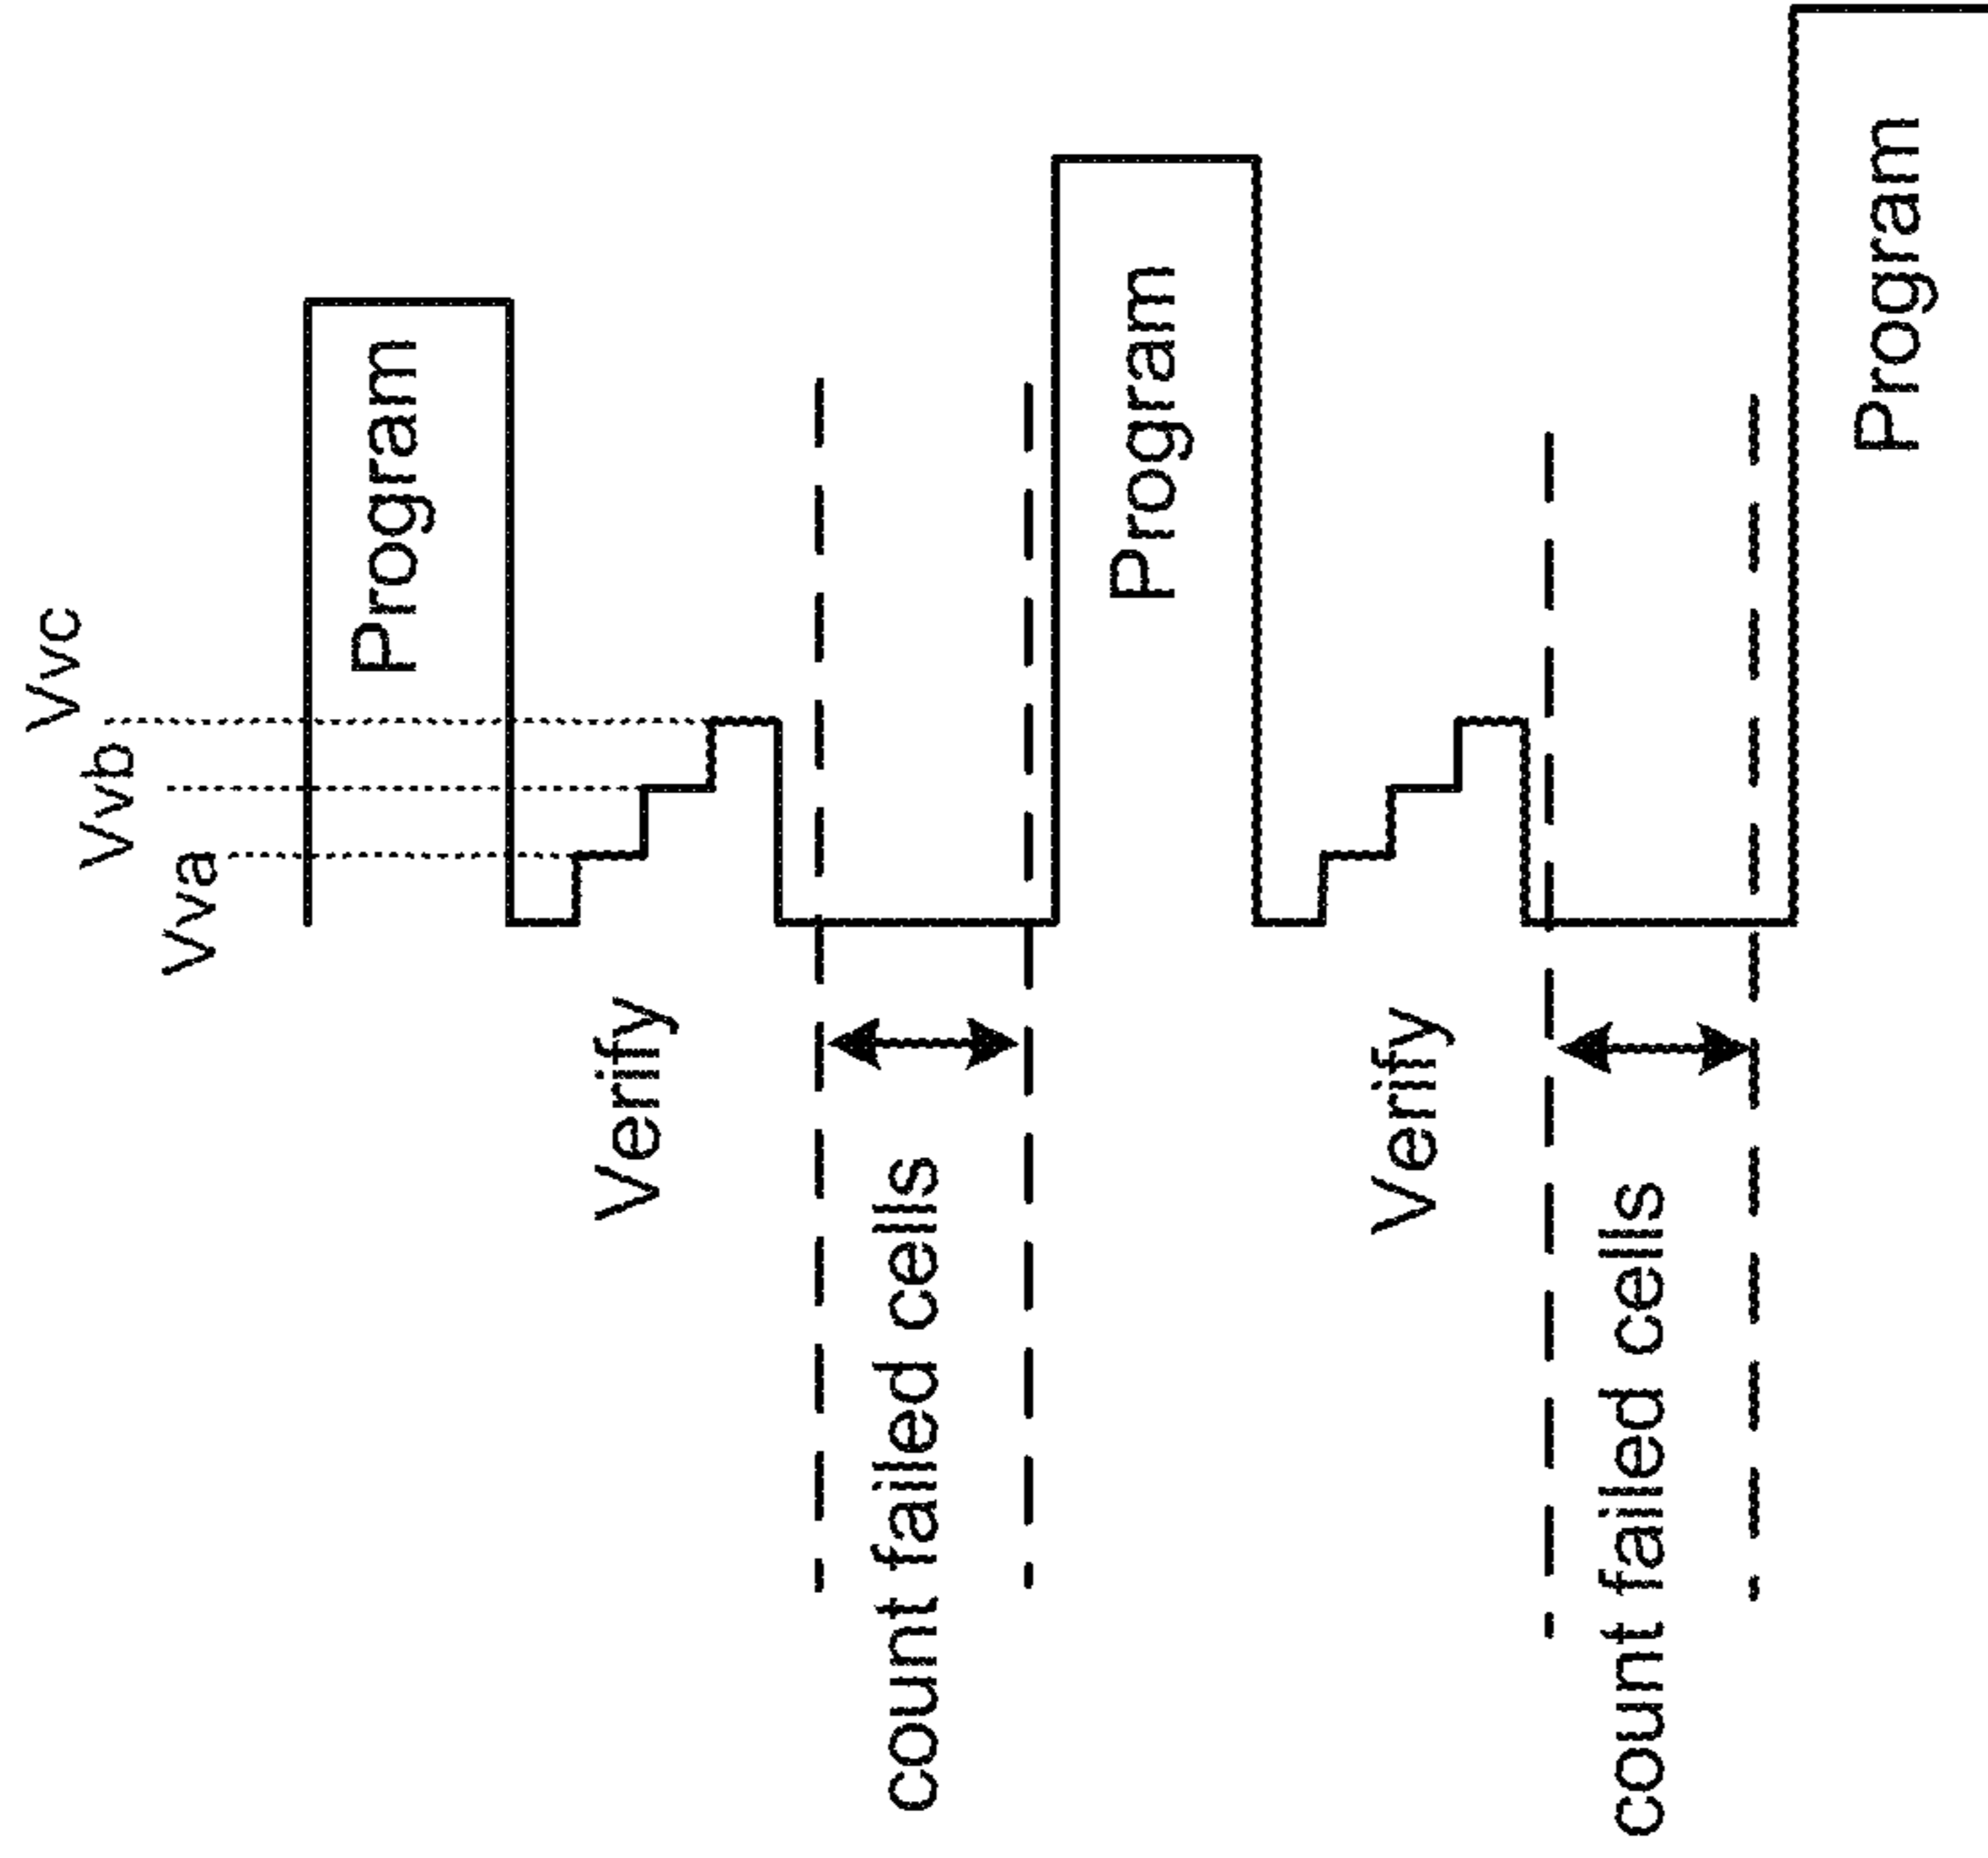 Vva
Vvb
Vvc
Program
Verify
count failed cells
Program
Verify
count failed cells
Program